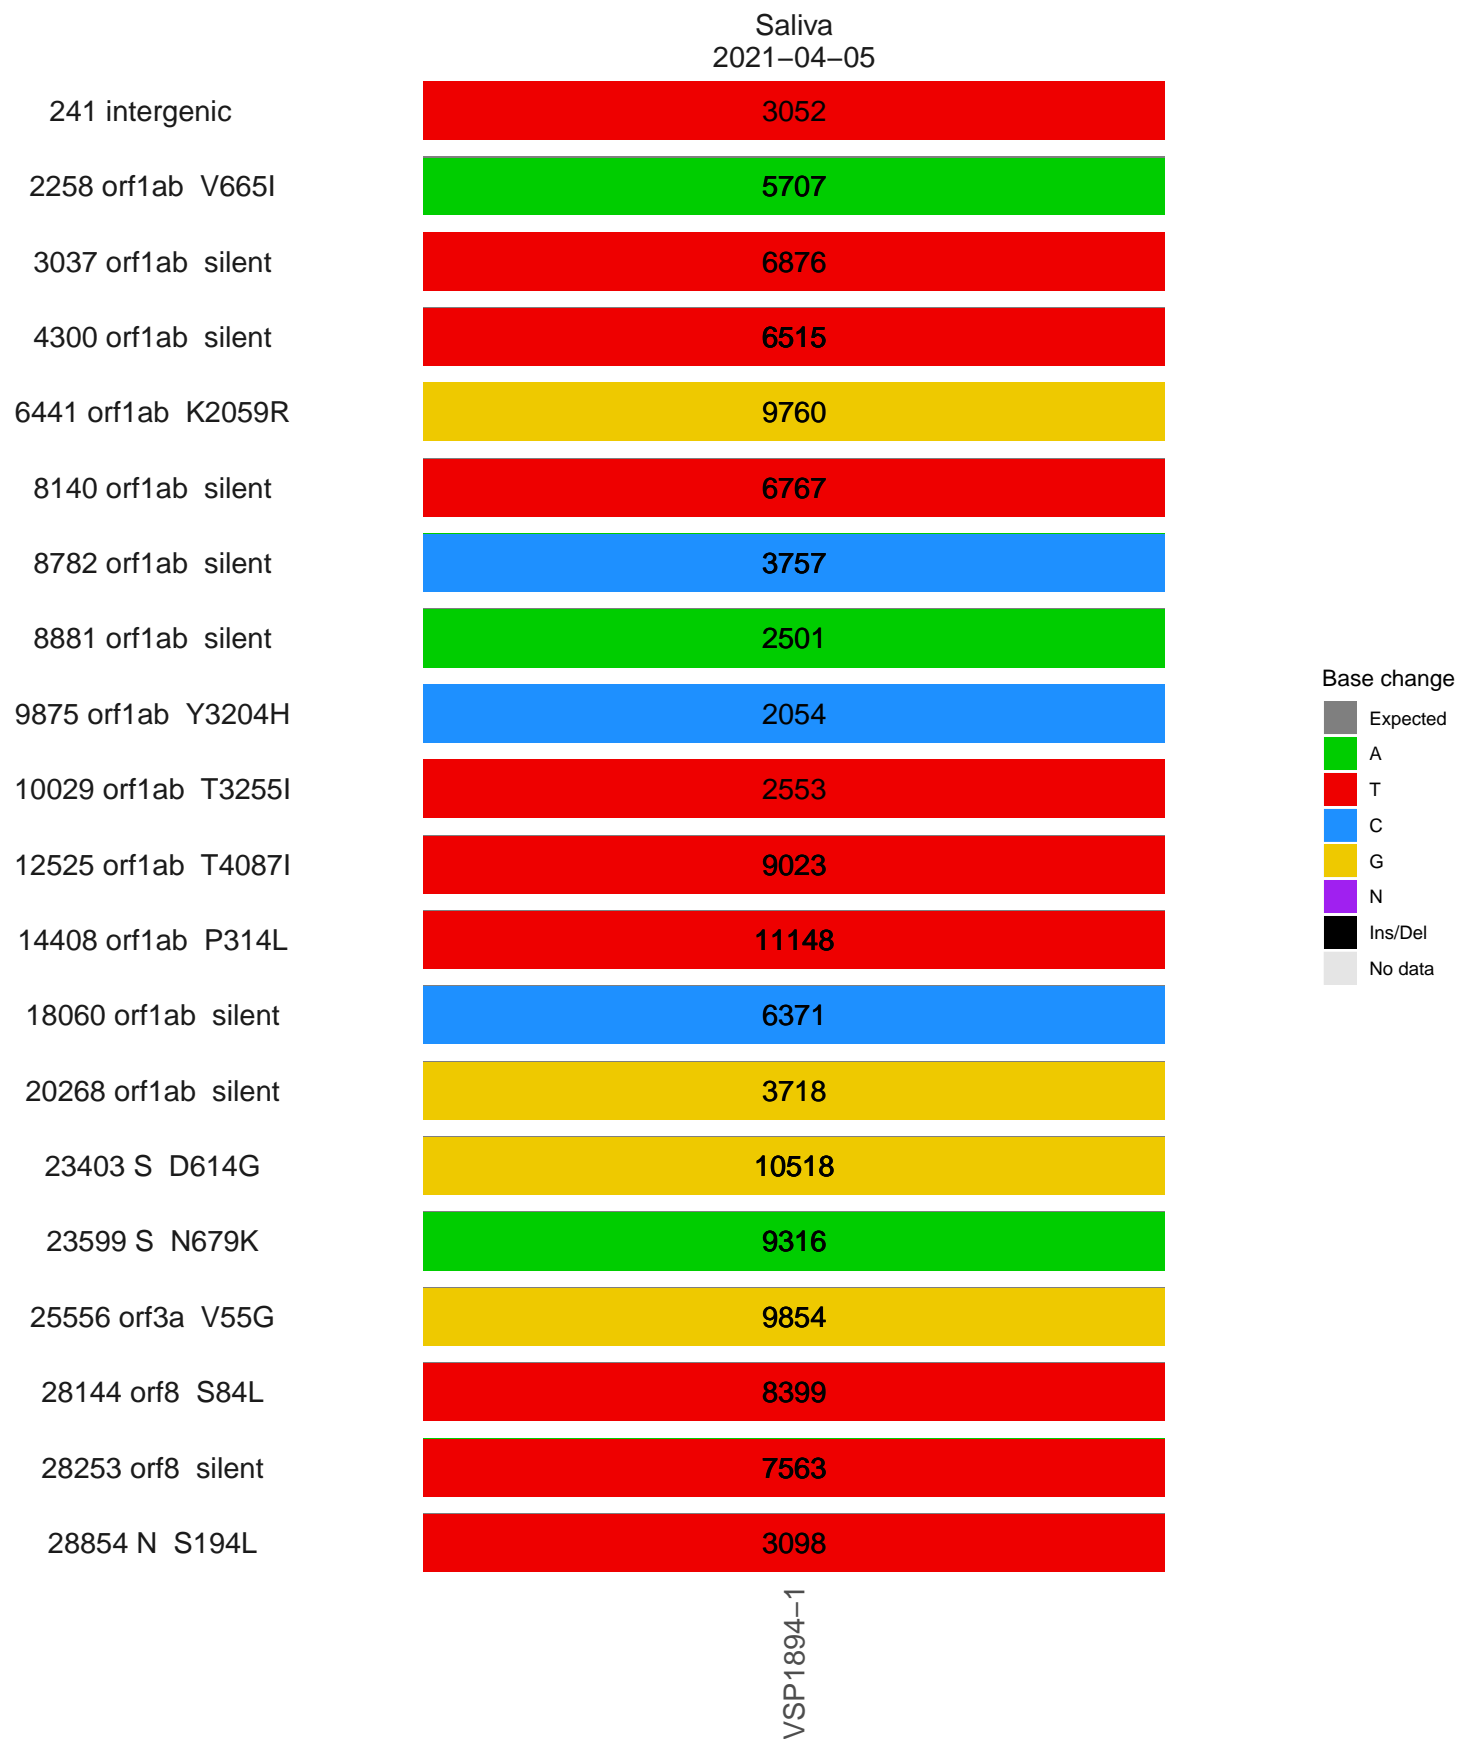 Saliva
2021−04−05
241 intergenic 3052
2258 orf1ab V665I 5707
3037 orf1ab silent 6876
4300 orf1ab silent 6515
6441 orf1ab K2059R 9760
8140 orf1ab silent 6767
8782 orf1ab silent 3757
8881 orf1ab silent 2501
9875 orf1ab Y3204H 2054
10029 orf1ab T3255I 2553
12525 orf1ab T4087I 9023
14408 orf1ab P314L 11148
18060 orf1ab silent 6371
20268 orf1ab silent 3718
23403 S D614G 10518
23599 S N679K 9316
25556 orf3a V55G 9854
28144 orf8 S84L 8399
28253 orf8 silent 7563
28854 N S194L 3098
VSP1894−1
Base change
Expected
A
T
C
G
N
Ins/Del
No data